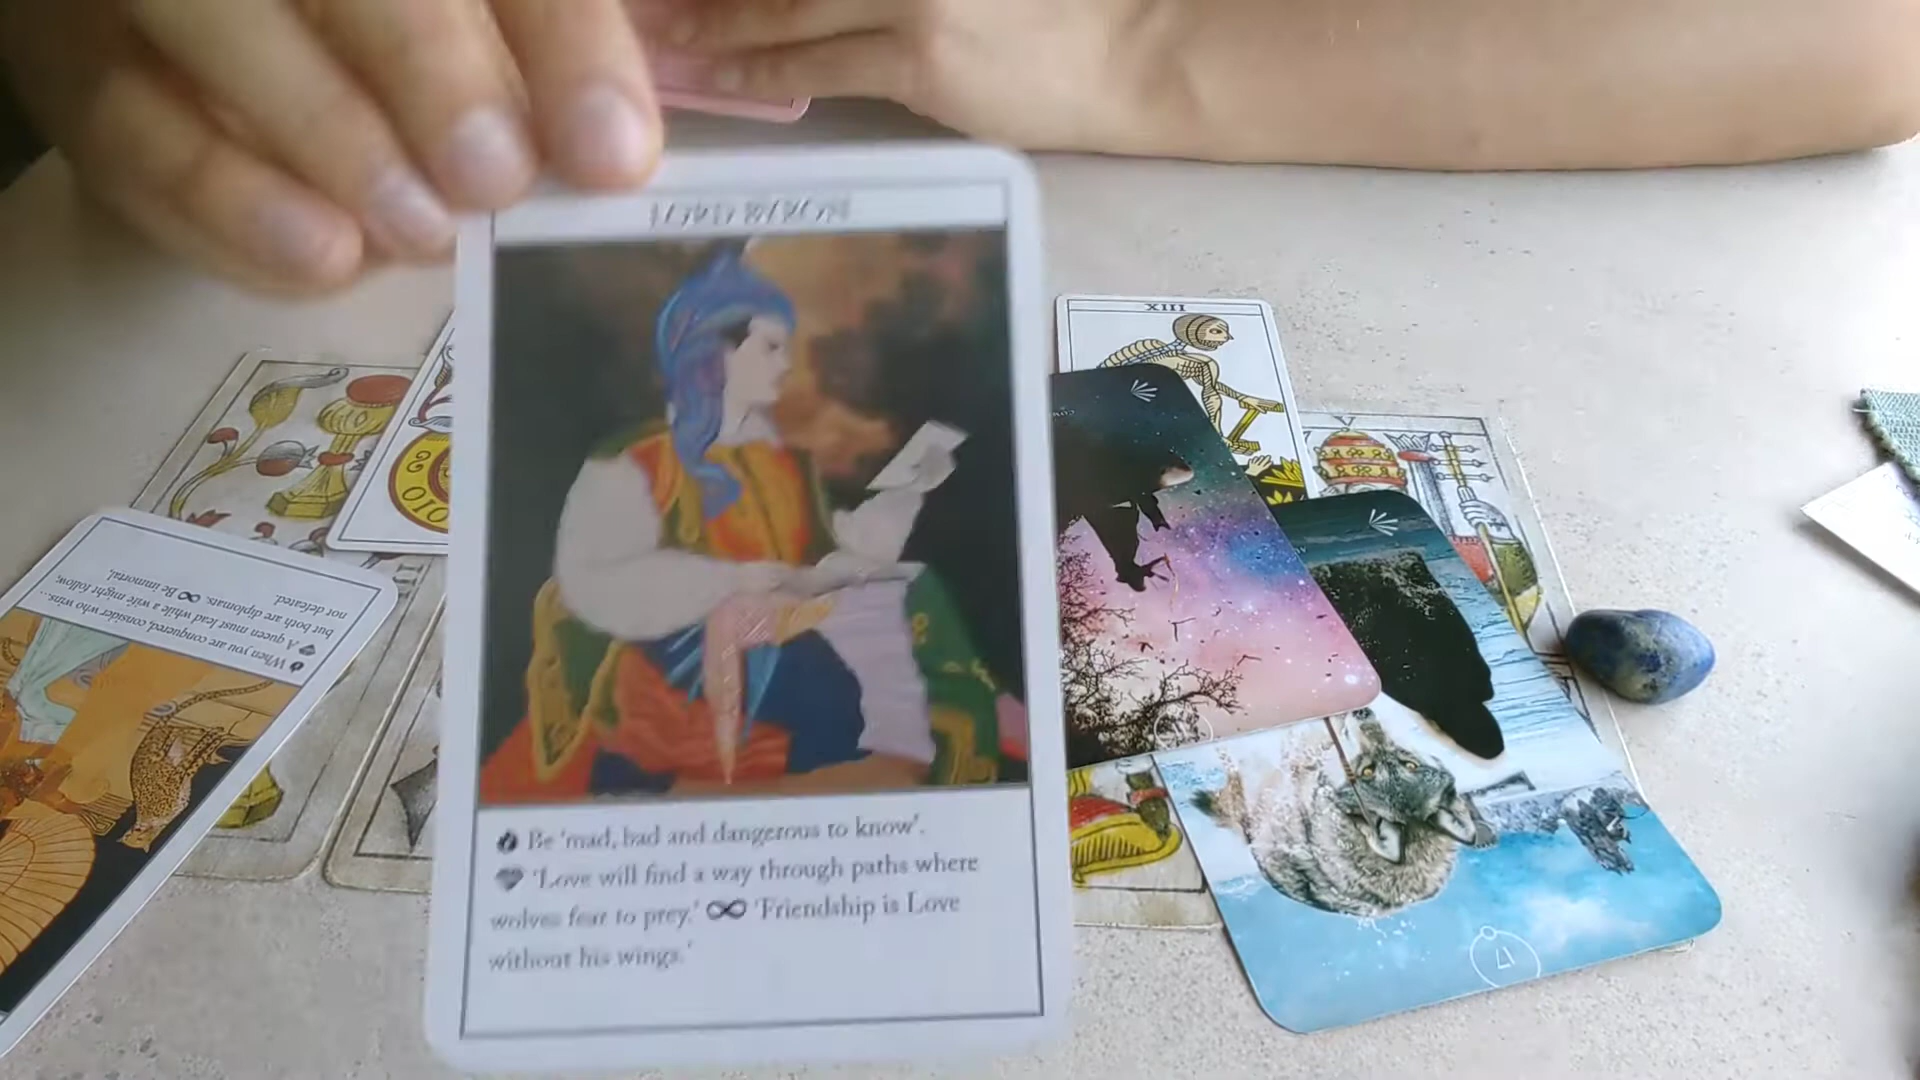 LORD BYRON
Be 'mad, bad and dangerous to know'.
'Love will find a way through paths where
wolves fear to prey.' ∞ 'Friendship is Love
without his wings.'
XIII
V
When you are conquered, consider who wins...
A queen must lead while a wife might follow,
but both are diplomats. ∞ Be immortal,
not defeated.
17